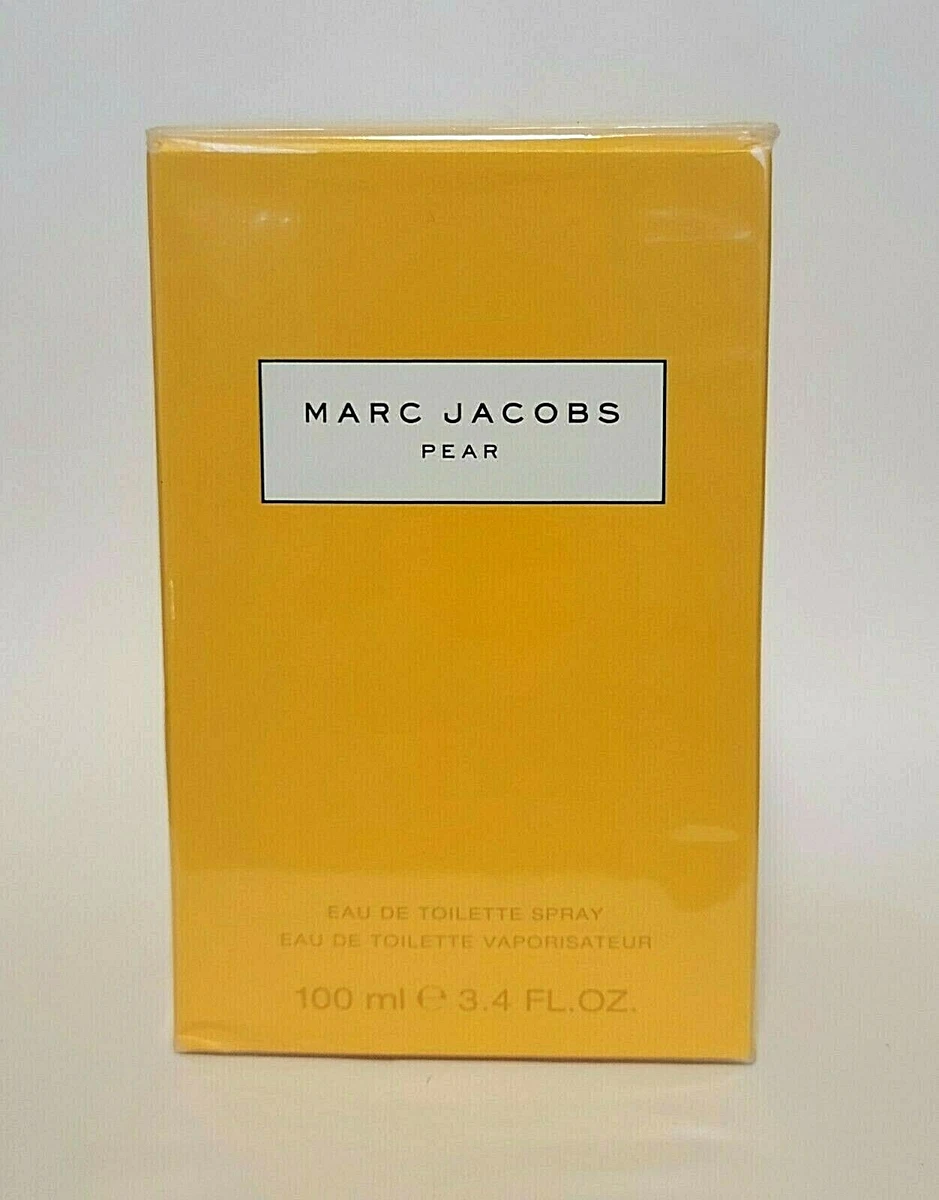 MARC JACOBS
PEAR
EAU DE TOILETTE SPRAY
EAU DE TOILETTE VAPORISATEUR
100 ml ℮ 3.4 FL.OZ.